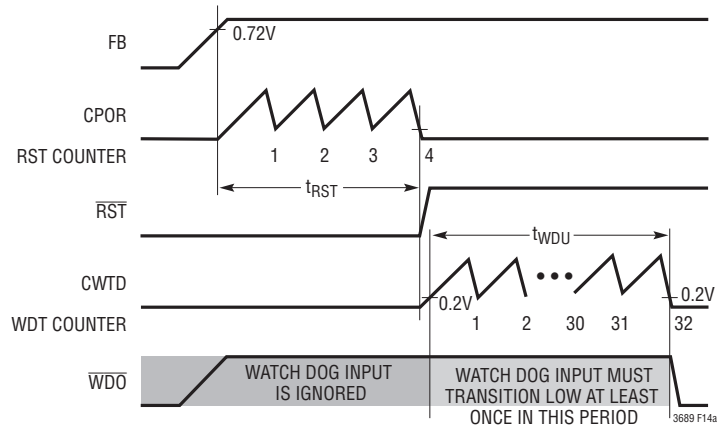 FB
0.72V
CPOR
RST COUNTER
1 2 3 4
tRST
RST
tWDU
CWTD
0.2V
0.2V
WDT COUNTER
1 2 30 31 32
WDO
WATCH DOG INPUT
IS IGNORED
WATCH DOG INPUT MUST
TRANSITION LOW AT LEAST
ONCE IN THIS PERIOD
3689 F14a